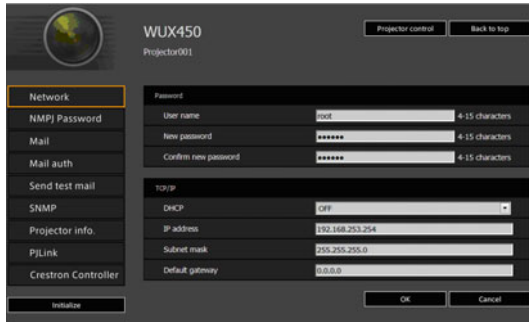 WUX450
Projector001
Projector control
Back to top
Network
NMPJ Password
Mail
Mail auth
Send test mail
SNMP
Projector info.
PJLink
Crestron Controller
Initialize
Password
User name root 4-15 characters
New password •••••• 4-15 characters
Confirm new password •••••• 4-15 characters
TCP/IP
DHCP OFF
IP address 192.168.253.254
Subnet mask 255.255.255.0
Default gateway 0.0.0.0
OK Cancel